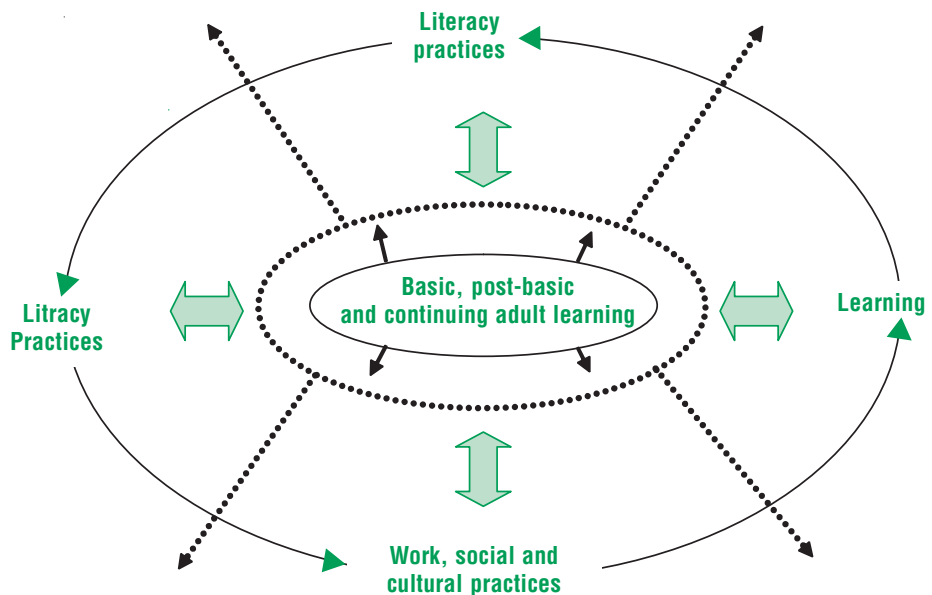 Literacy
practices
Basic, post-basic
and continuing adult learning
Litracy
Practices
Learning
Work, social and
cultural practices